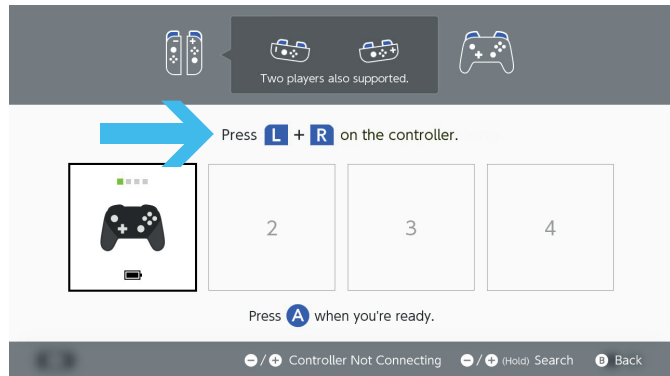 Two players also supported.
Press L + R on the controller.
2
3
4
Press A when you're ready.
-/+ Controller Not Connecting -/+ (Hold) Search B Back